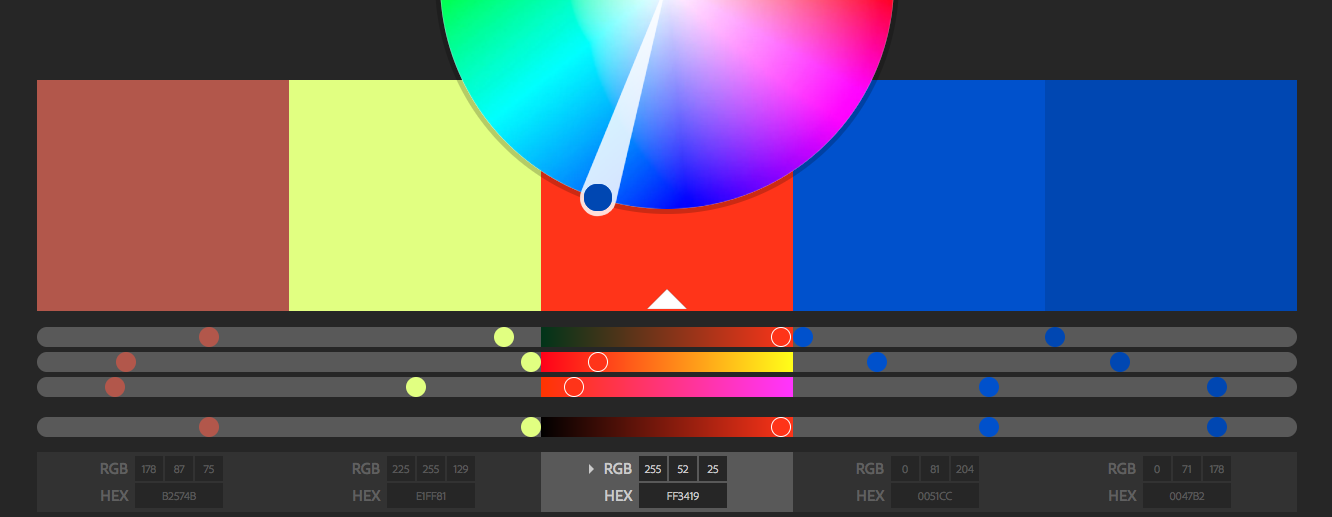 RGB 178 87 75
HEX B2574B
RGB 225 255 129
HEX E1FF81
RGB 255 52 25
HEX FF3419
RGB 0 81 204
HEX 0051CC
RGB 0 71 178
HEX 0047B2